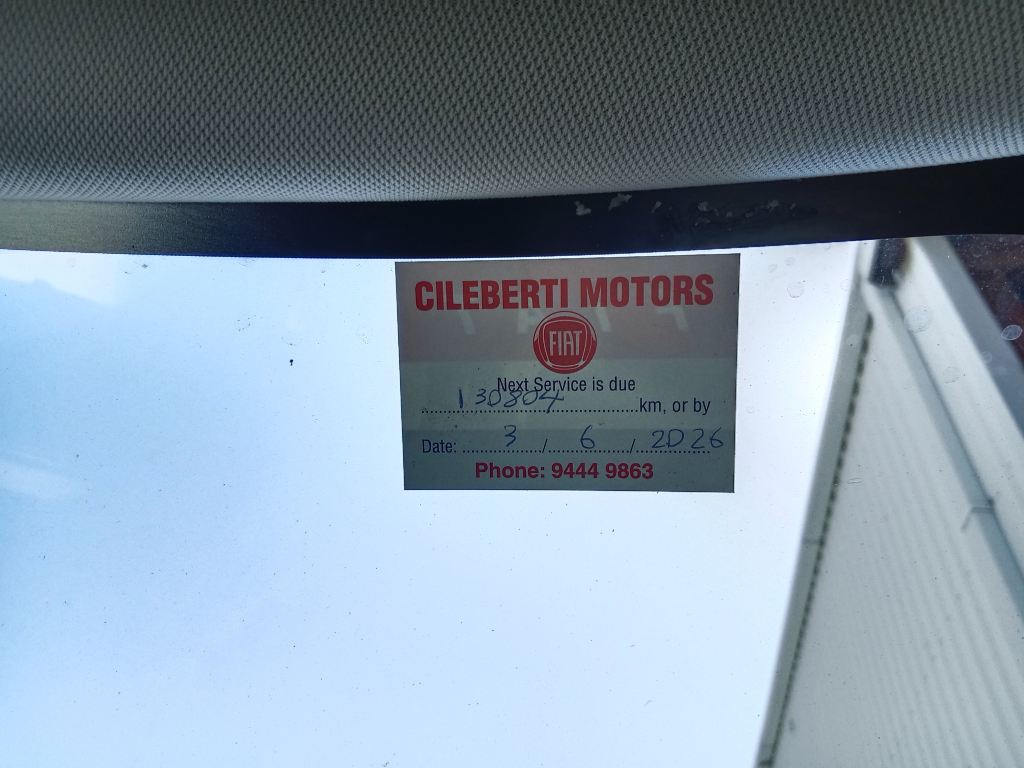 CILEBERTI MOTORS
FIAT
Next Service is due
130804 km, or by
Date: 3 / 6 / 2026
Phone: 9444 9863